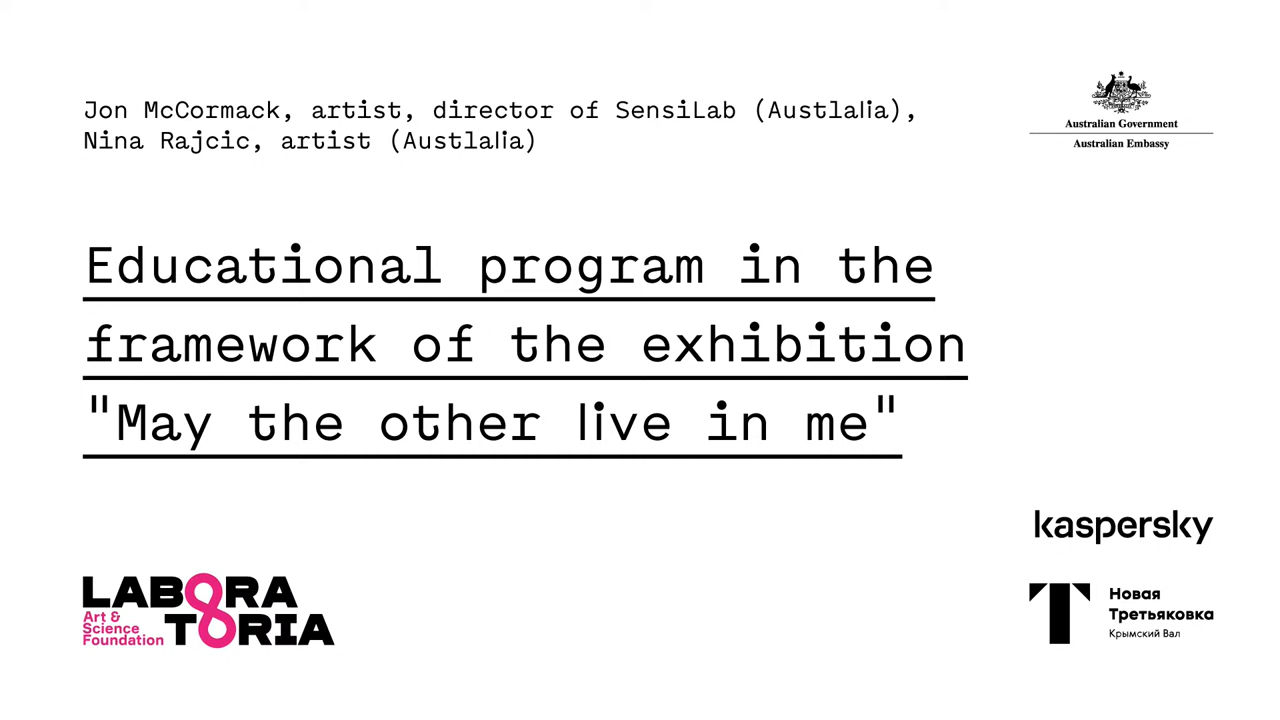 Jon McCormack, artist, director of SensiLab (Austlalia),
Nina Rajcic, artist (Austlalia)
Australian Government
Australian Embassy
Educational program in the
framework of the exhibition
"May the other live in me"
kaspersky
LABORA
TORIA
Art &
Science
Foundation
Новая
Третьяковка
Крымский Вал